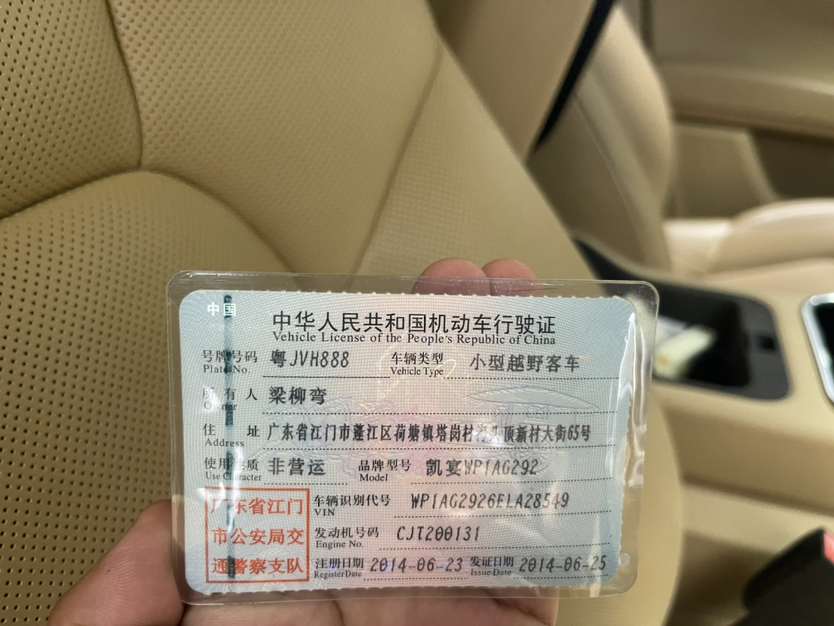 中国
中华人民共和国机动车行驶证
Vehicle License of the People's Republic of China
号牌号码 粤JVH888 车辆类型 小型越野客车
Plate No. Vehicle Type
所有人 梁柳弯
Owner
住址 广东省江门市蓬江区荷塘镇塔岗村 顶新村大街65号
Address
使用性质 非营运 品牌型号 凯宴WP1AG292
Use Character Model
广东省江门 车辆识别代号 WP1AG2926ELA28549
VIN
市公安局交 发动机号码 CJT200131
Engine No.
通警察支队 注册日期 2014-06-23 发证日期 2014-06-25
Register Date Issue Date